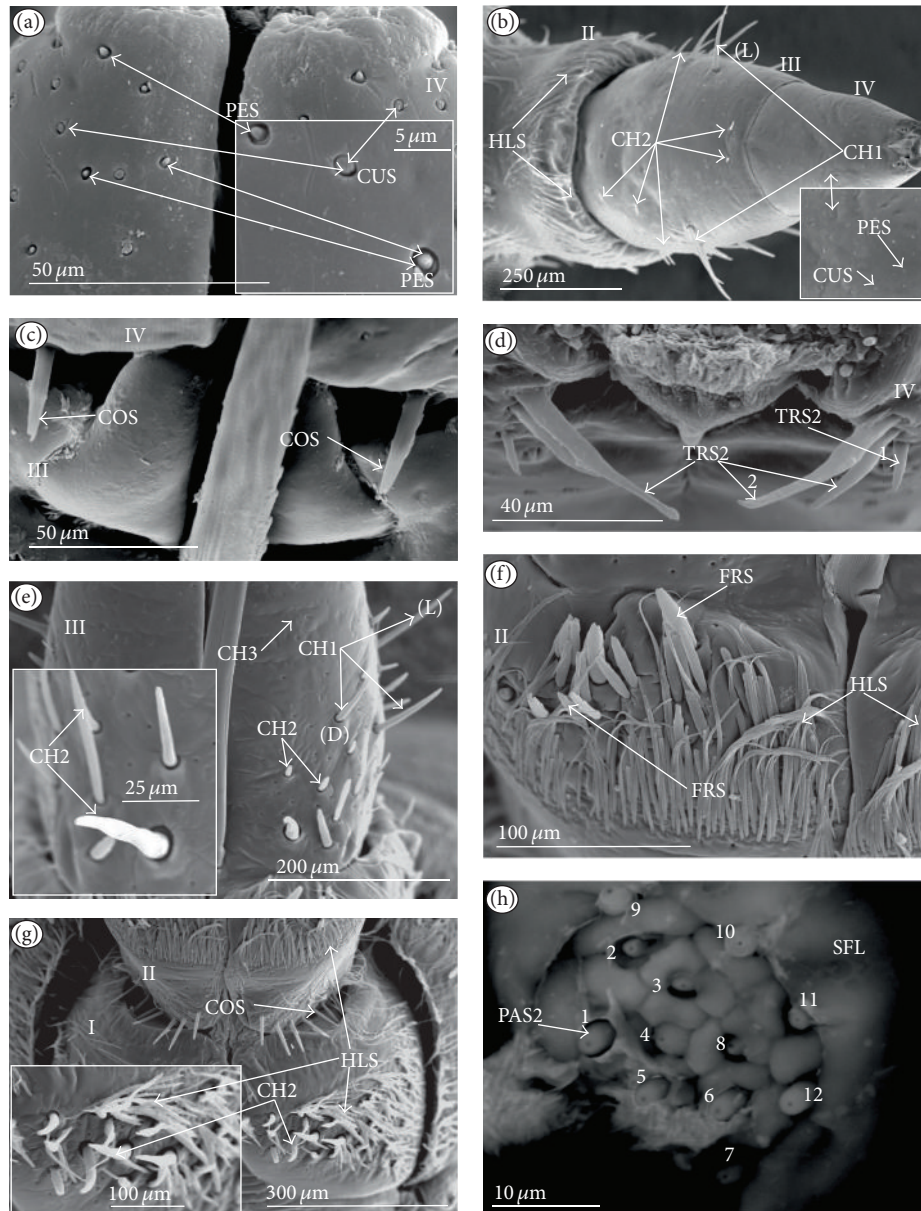 (a)
IV
PES
5 μm
CUS
50 μm
PES
(b)
II
(L)
III
IV
HLS
CH2
CH1
PES
CUS
250 μm
(c)
IV
COS
COS
III
50 μm
(d)
IV
TRS2
TRS2
1
2
40 μm
(e)
III
(L)
CH3
CH1
CH2
(D)
CH2
25 μm
200 μm
(f)
FRS
II
HLS
FRS
100 μm
(g)
II
COS
I
HLS
CH2
100 μm
300 μm
(h)
9
10
2
SFL
3
11
PAS2
1
4
8
5
6
12
7
10 μm